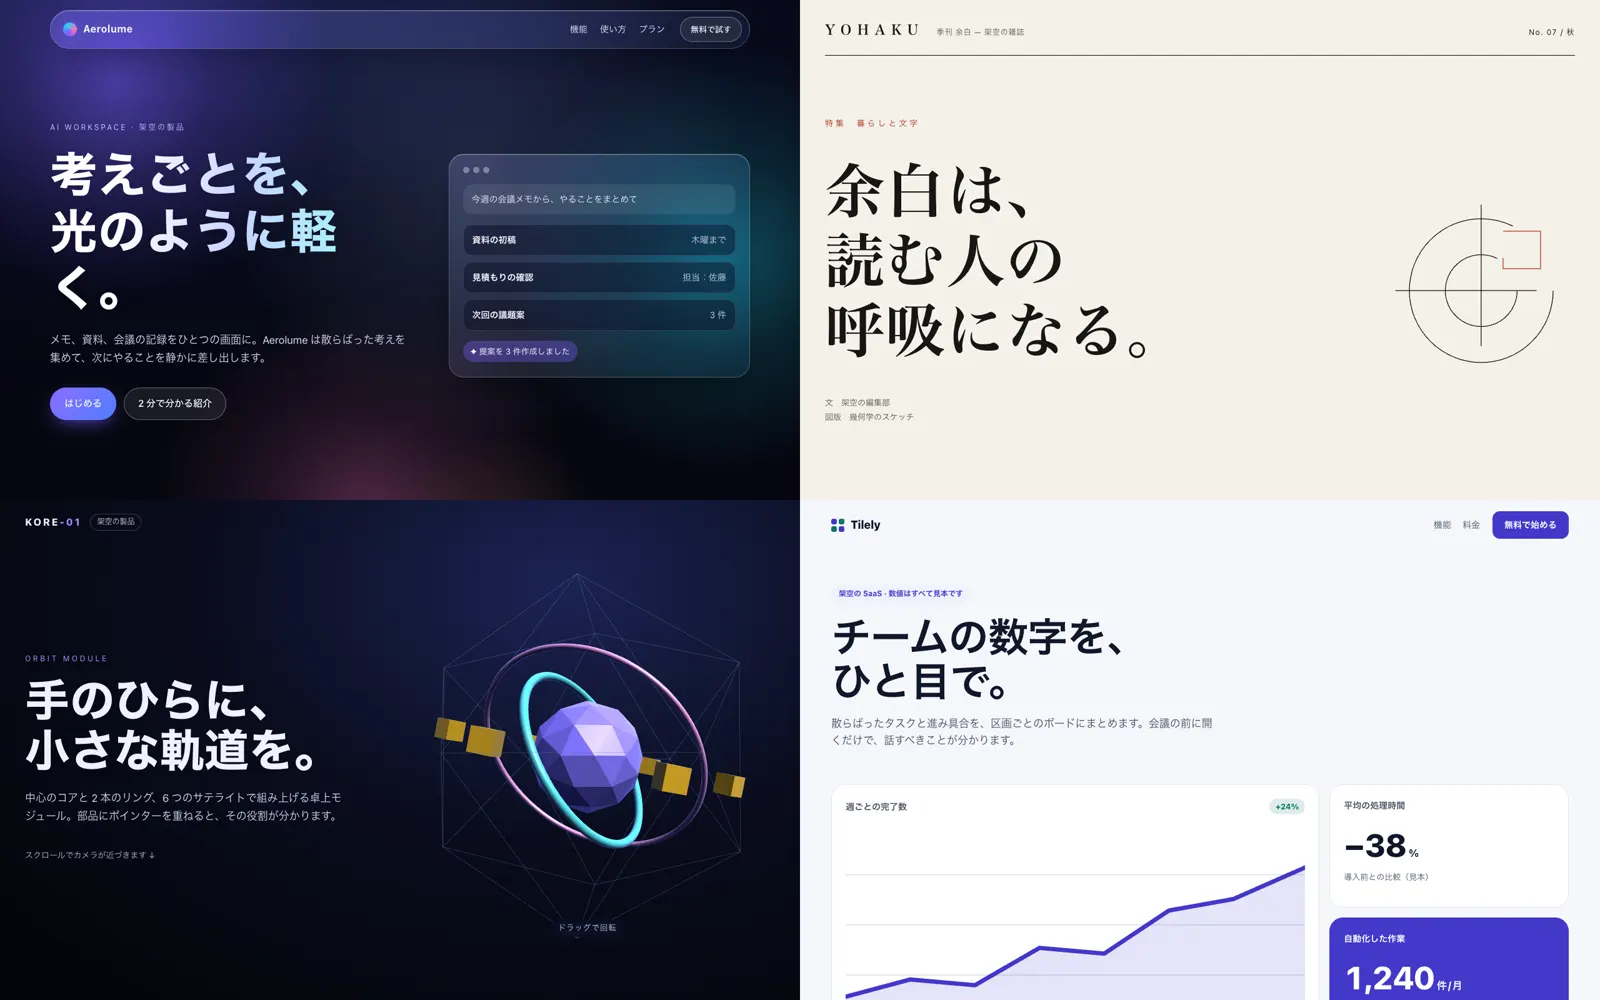 Aerolume
機能 使い方 プラン 無料で試す
AI WORKSPACE · 架空の製品
考えごとを、
光のように軽
く。
メモ、資料、会議の記録をひとつの画面に。Aerolume は散らばった考えを
集めて、次にやることを静かに差し出します。
はじめる 2 分で分かる紹介
今週の会議メモから、やることをまとめて
資料の初稿 木曜まで
見積もりの確認 担当：佐藤
次回の議題案 3 件
✦ 提案を 3 件作成しました
YOHAKU 季刊 余白 — 架空の雑誌 No. 07 / 秋
特集 暮らしと文字
余白は、
読む人の
呼吸になる。
文 架空の編集部
図版 幾何学のスケッチ
KORE-01 架空の製品
ORBIT MODULE
手のひらに、
小さな軌道を。
中心のコアと 2 本のリング、6 つのサテライトで組み上げる卓上モ
ジュール。部品にポインターを重ねると、その役割が分かります。
スクロールでカメラが近づきます ↓
ドラッグで回転
Tilely 機能 料金 無料で始める
架空の SaaS · 数値はすべて見本です
チームの数字を、
ひと目で。
散らばったタスクと進み具合を、区画ごとのボードにまとめます。会議の前に開
くだけで、話すべきことが分かります。
週ごとの完了数 +24%
平均の処理時間
−38 %
導入前との比較（見本）
自動化した作業
1,240 件/月